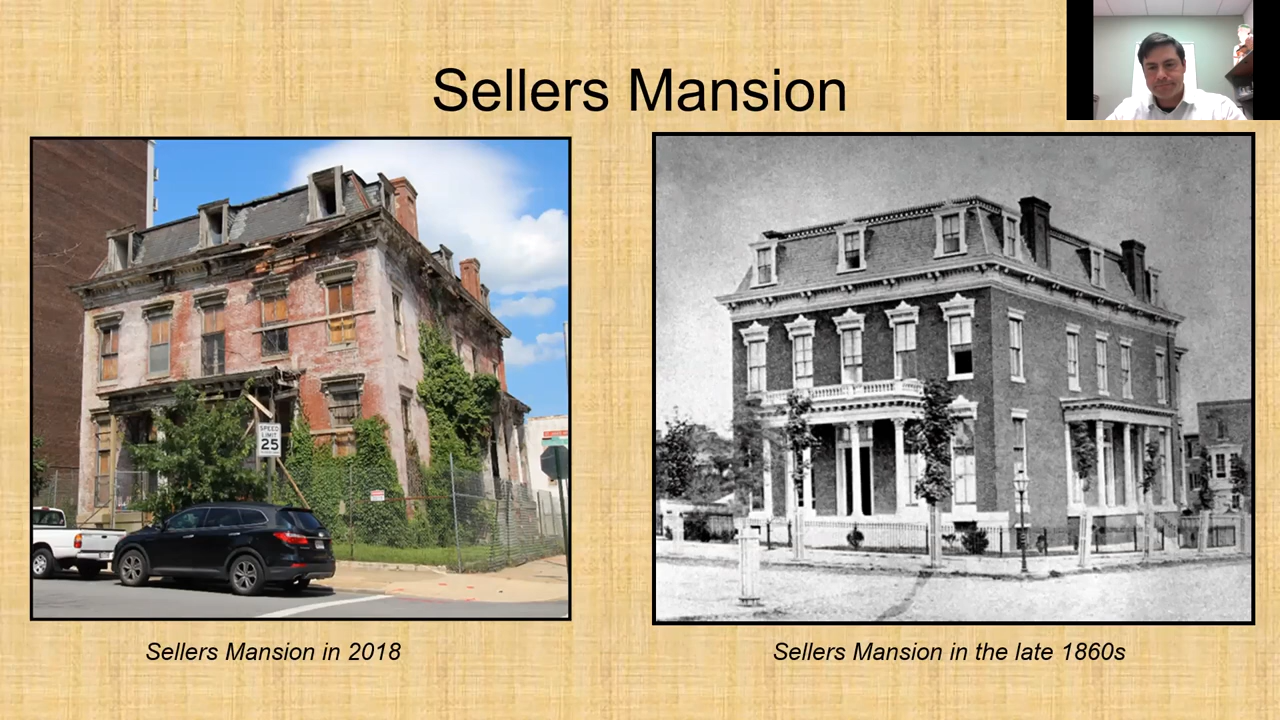 Sellers Mansion
SPEED
LIMIT
25
Sellers Mansion in 2018
Sellers Mansion in the late 1860s